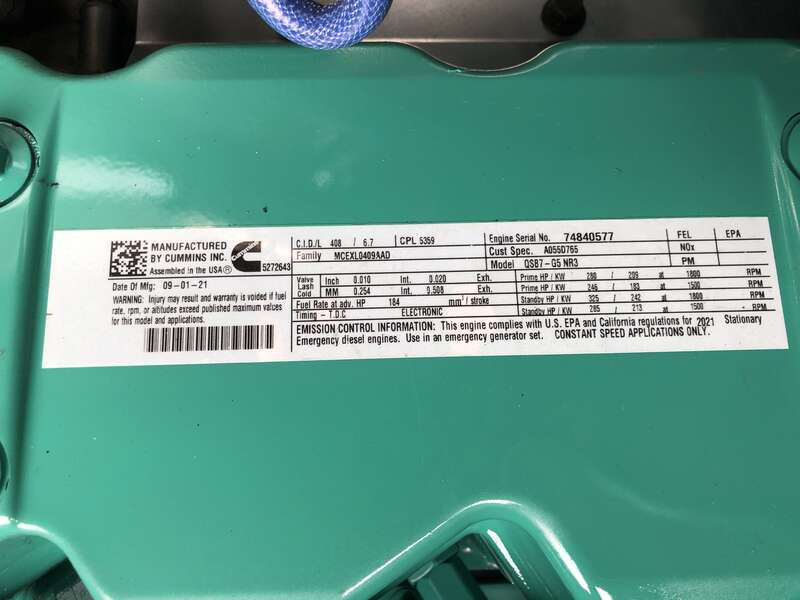 MANUFACTURED
BY CUMMINS INC.
Assembled in the USA®
Cummins
5272643
Date Of Mfg: 09-01-21
WARNING: Injury may result and warranty is voided if fuel
rate, rpm, or altitudes exceed published maximum values
for this model and applications.
C.I.D./L 408 / 6.7 CPL 5359
Family MCEXL0409AAD
Valve Lash Cold Inch 0.010 Int. 0.020 Exh.
MM 0.254 Int. 0.508 Exh.
Fuel Rate at adv. HP 184 mm³/stroke
Timing - T.D.C ELECTRONIC
Engine Serial No. 74840577
Cust Spec. A055D765
Model QSB7-G5 NR3
Prime HP / KW 280 / 209 at 1800 RPM
Prime HP / KW 246 / 183 at 1500 RPM
Standby HP / KW 325 / 242 at 1800 RPM
Standby HP / KW 285 / 213 at 1500 RPM
FEL EPA
NOx
PM
EMISSION CONTROL INFORMATION: This engine complies with U.S. EPA and California regulations for 2021 Stationary
Emergency diesel engines. Use in an emergency generator set. CONSTANT SPEED APPLICATIONS ONLY.